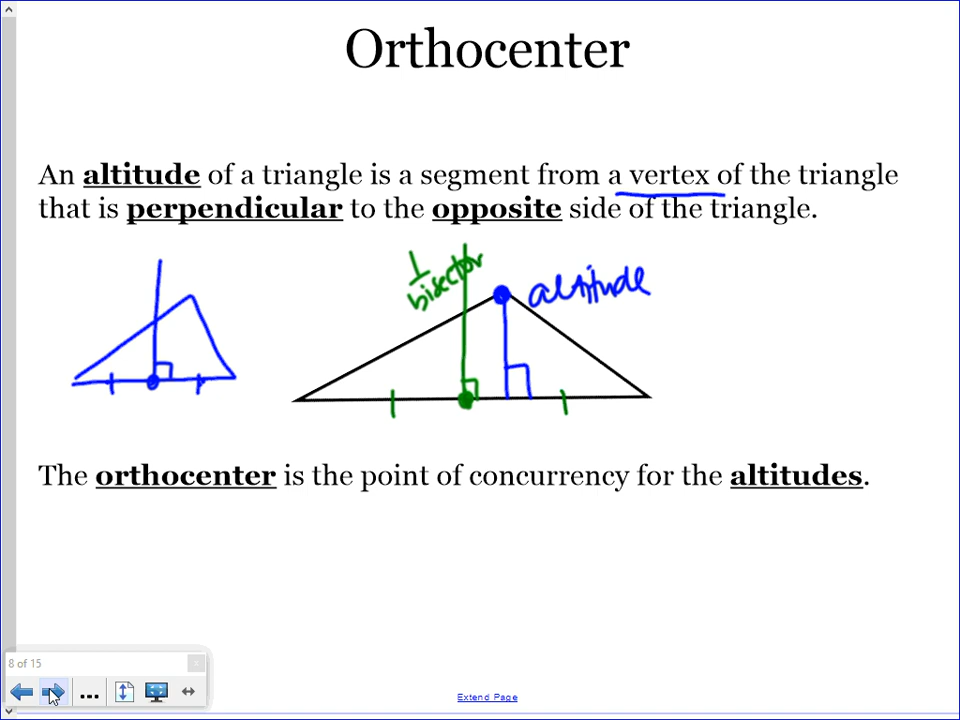 Orthocenter
An altitude of a triangle is a segment from a vertex of the triangle
that is perpendicular to the opposite side of the triangle.
⊥
bisector
altitude
The orthocenter is the point of concurrency for the altitudes.
8 of 15
Extend Page